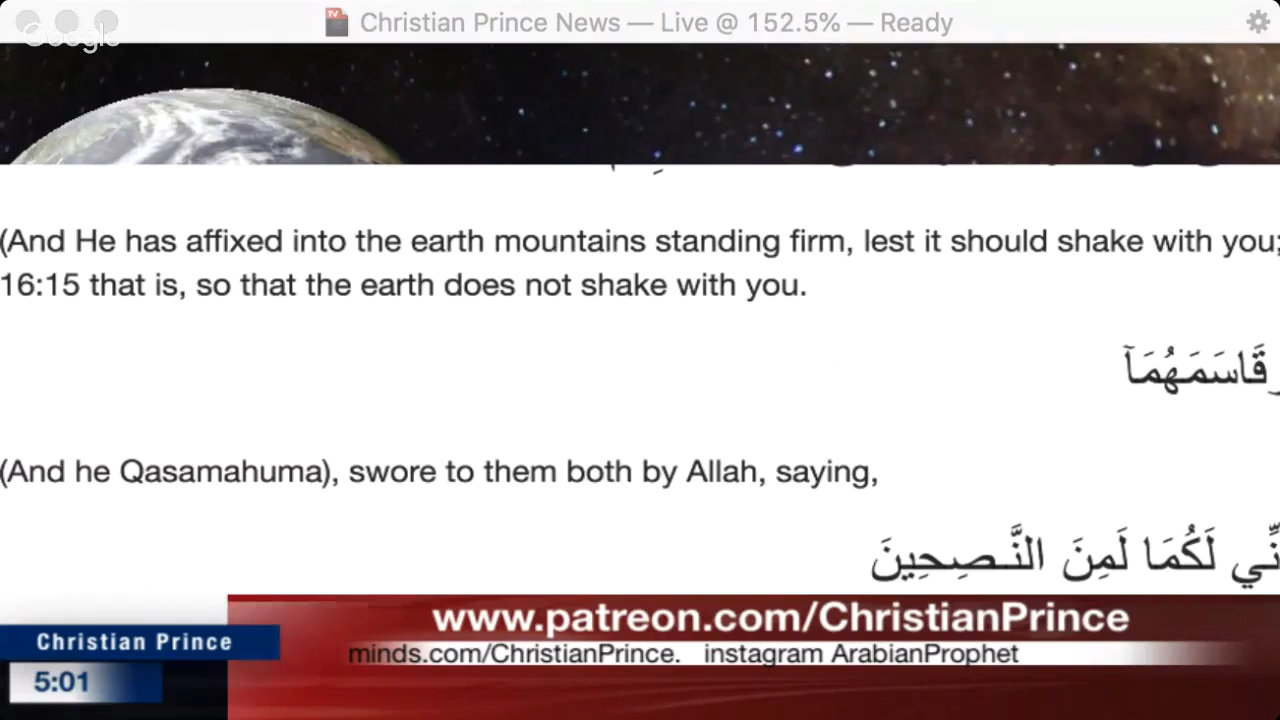 Google
Christian Prince News — Live @ 152.5% — Ready
(And He has affixed into the earth mountains standing firm, lest it should shake with you;
16:15 that is, so that the earth does not shake with you.
وَقَاسَمَهُمَآ
(And he Qasamahuma), swore to them both by Allah, saying,
إِنِّي لَكُمَا لَمِنَ النَّـصِحِينَ
www.patreon.com/ChristianPrince
minds.com/ChristianPrince. instagram ArabianProphet
Christian Prince
5:01